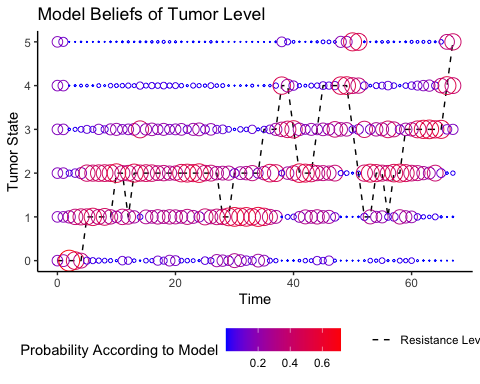 Model Beliefs of Tumor Level
5
4
3
2
1
0
Tumor State
0 20 40 60
Time
Probability According to Model
0.2 0.4 0.6
Resistance Lev